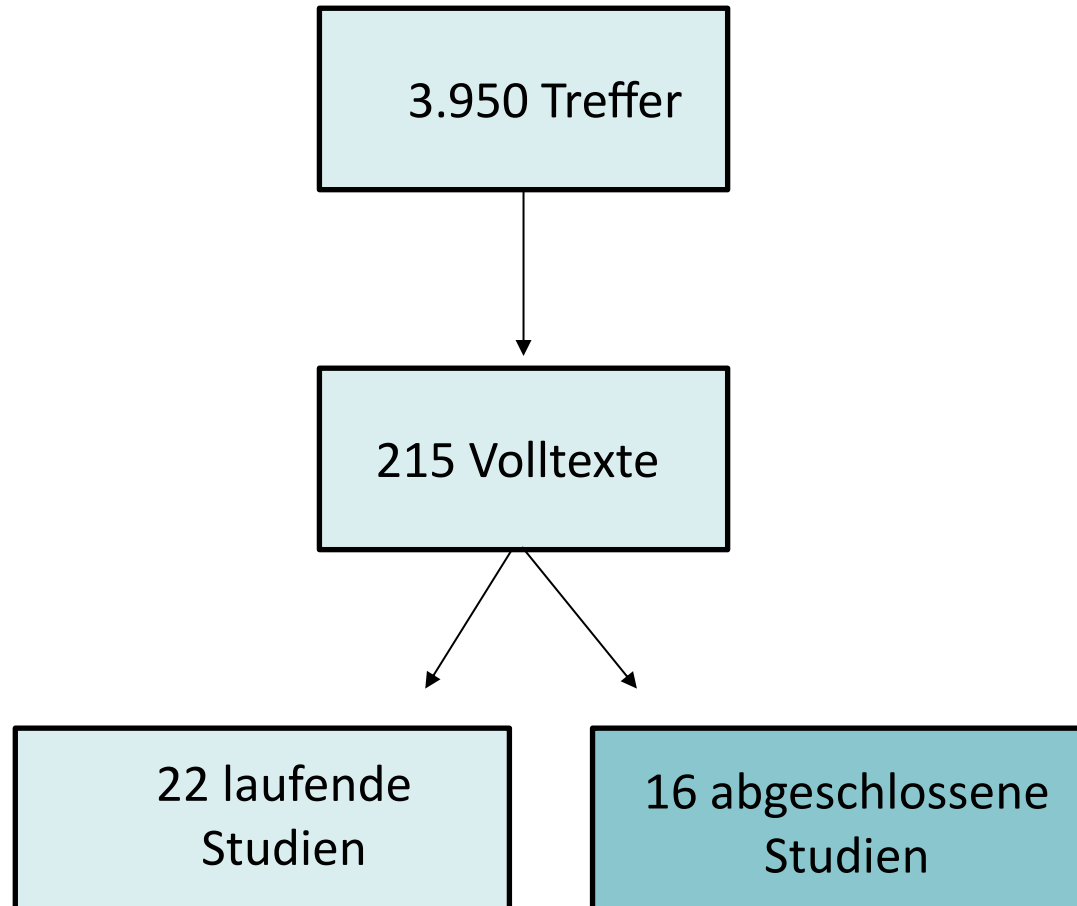 3.950 Treffer
215 Volltexte
22 laufende
Studien
16 abgeschlossene
Studien